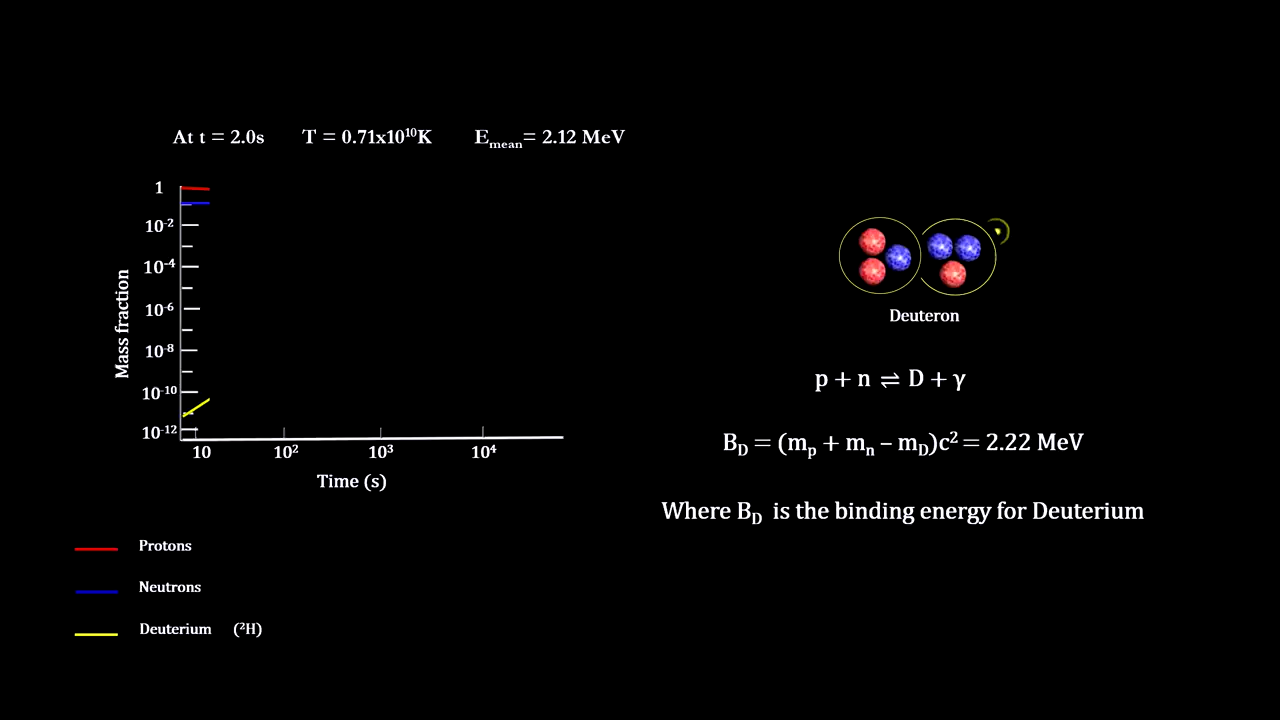 At t = 2.0s T = 0.71x10¹⁰K E_mean = 2.12 MeV
1
10⁻²
10⁻⁴
10⁻⁶
10⁻⁸
10⁻¹⁰
10⁻¹²
Mass fraction
10 10² 10³ 10⁴
Time (s)
Protons
Neutrons
Deuterium (²H)
Deuteron
p + n ⇌ D + γ
B_D = (m_p + m_n – m_D)c² = 2.22 MeV
Where B_D is the binding energy for Deuterium